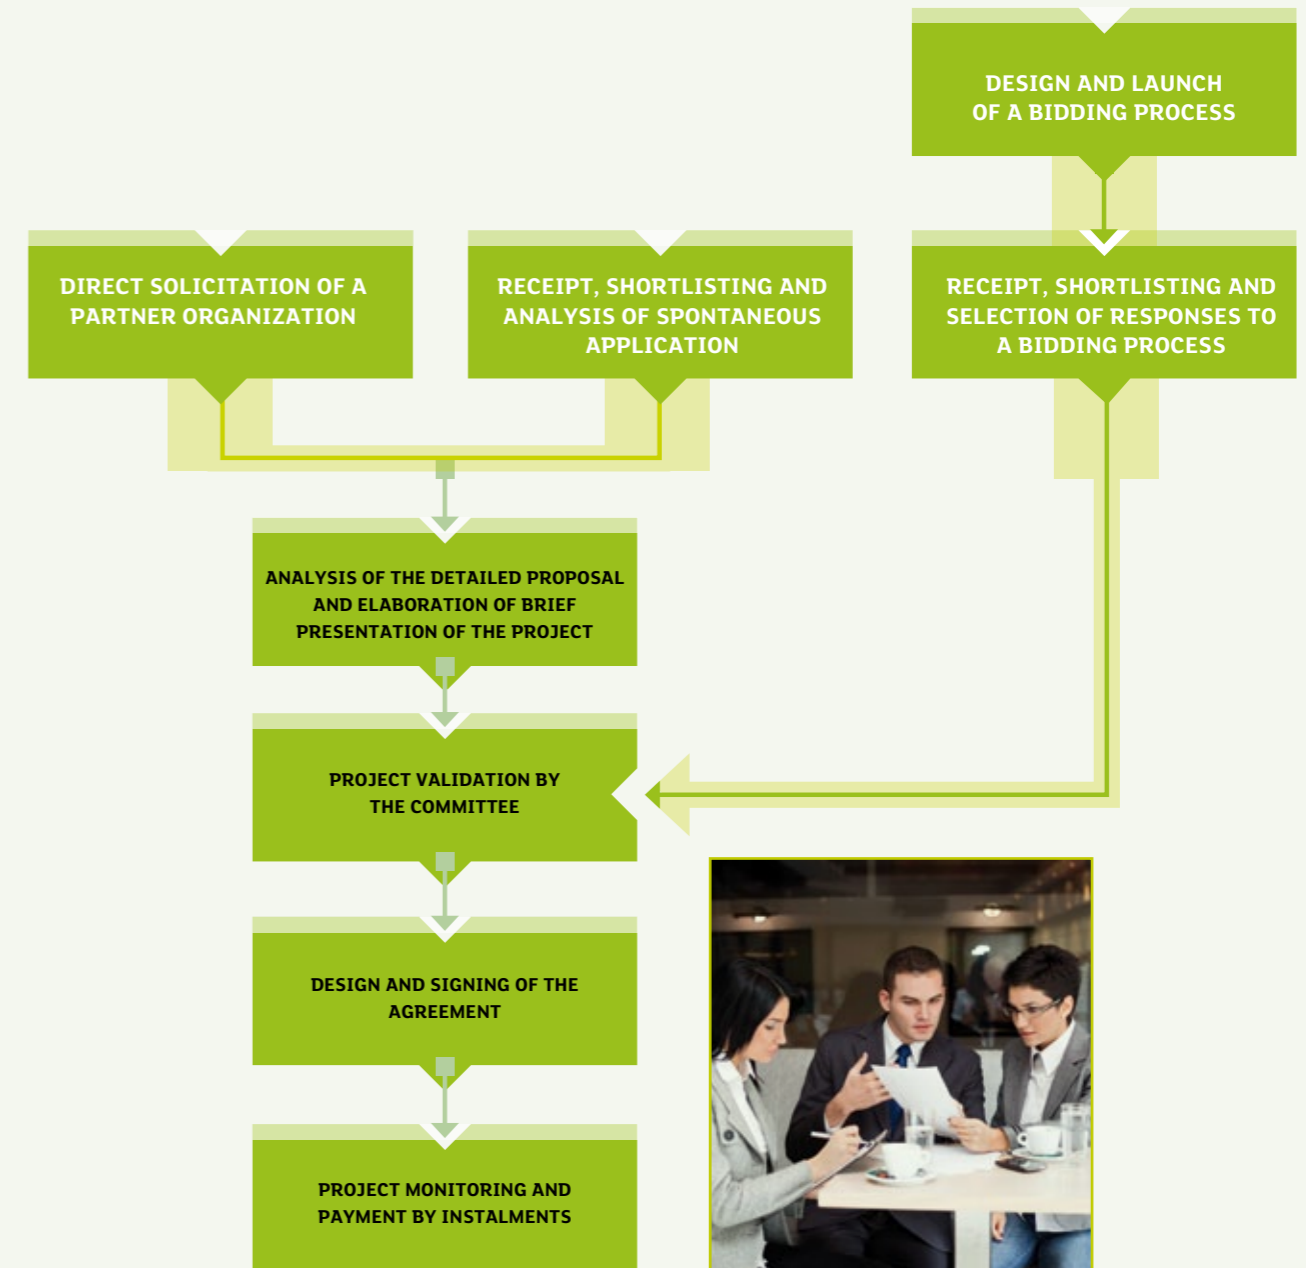 DESIGN AND LAUNCH
OF A BIDDING PROCESS
DIRECT SOLICITATION OF A
PARTNER ORGANIZATION
RECEIPT, SHORTLISTING AND
ANALYSIS OF SPONTANEOUS
APPLICATION
RECEIPT, SHORTLISTING AND
SELECTION OF RESPONSES TO
A BIDDING PROCESS
ANALYSIS OF THE DETAILED PROPOSAL
AND ELABORATION OF BRIEF
PRESENTATION OF THE PROJECT
PROJECT VALIDATION BY
THE COMMITTEE
DESIGN AND SIGNING OF THE
AGREEMENT
PROJECT MONITORING AND
PAYMENT BY INSTALMENTS